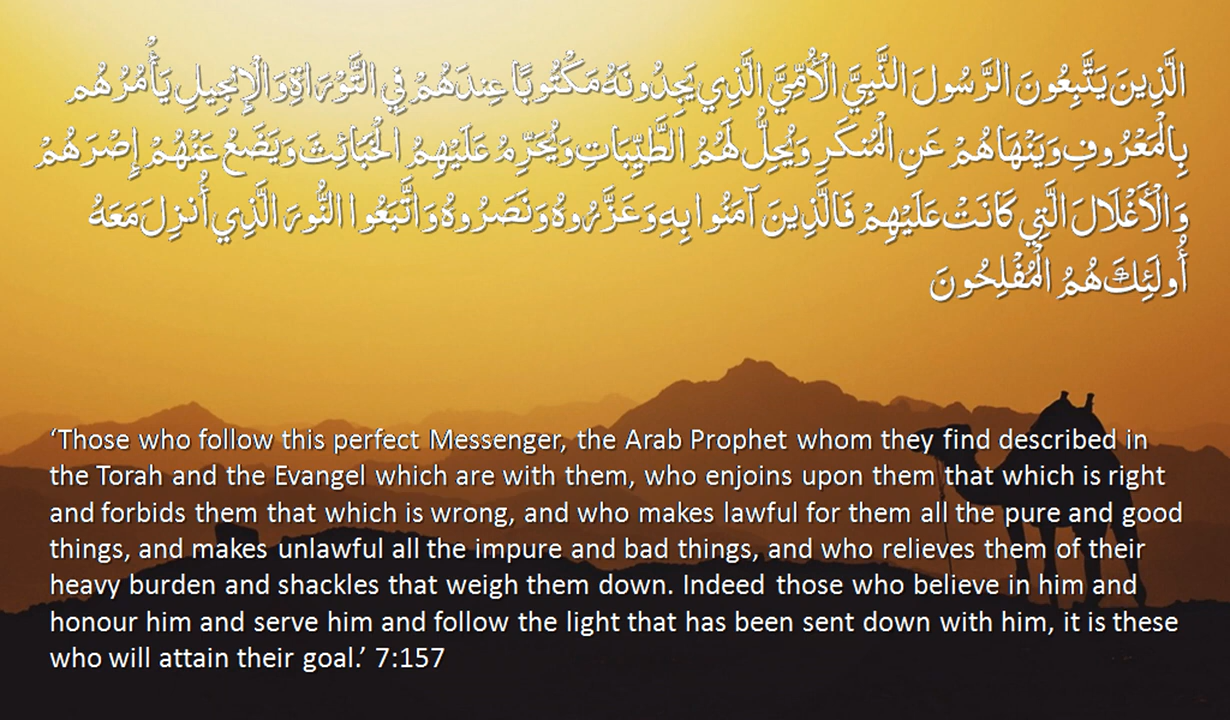 الَّذِينَ يَتَّبِعُونَ الرَّسُولَ النَّبِيَّ الْأُمِّيَّ الَّذِي يَجِدُونَهُ مَكْتُوبًا عِندَهُمْ فِي التَّوْرَاةِ وَالْإِنجِيلِ يَأْمُرُهُم
بِالْمَعْرُوفِ وَيَنْهَاهُمْ عَنِ الْمُنكَرِ وَيُحِلُّ لَهُمُ الطَّيِّبَاتِ وَيُحَرِّمُ عَلَيْهِمُ الْخَبَائِثَ وَيَضَعُ عَنْهُمْ إِصْرَهُمْ
وَالْأَغْلَالَ الَّتِي كَانَتْ عَلَيْهِمْ فَالَّذِينَ آمَنُوا بِهِ وَعَزَّرُوهُ وَنَصَرُوهُ وَاتَّبَعُوا النُّورَ الَّذِي أُنزِلَ مَعَهُ
أُولَئِكَ هُمُ الْمُفْلِحُونَ
‘Those who follow this perfect Messenger, the Arab Prophet whom they find described in
the Torah and the Evangel which are with them, who enjoins upon them that which is right
and forbids them that which is wrong, and who makes lawful for them all the pure and good
things, and makes unlawful all the impure and bad things, and who relieves them of their
heavy burden and shackles that weigh them down. Indeed those who believe in him and
honour him and serve him and follow the light that has been sent down with him, it is these
who will attain their goal.’ 7:157